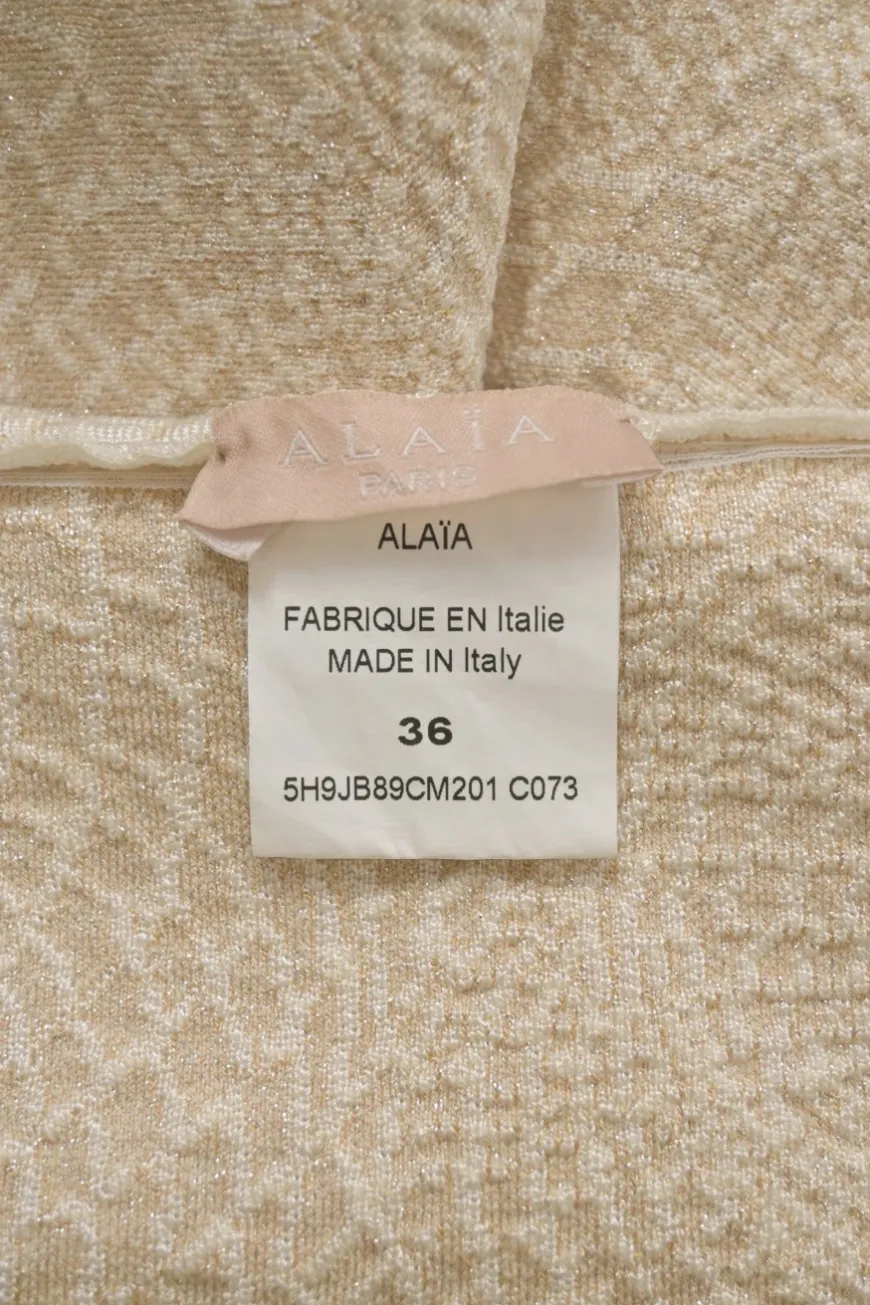 ALAÏA
PARIS
ALAÏA
FABRIQUE EN Italie
MADE IN Italy
36
5H9JB89CM201 C073